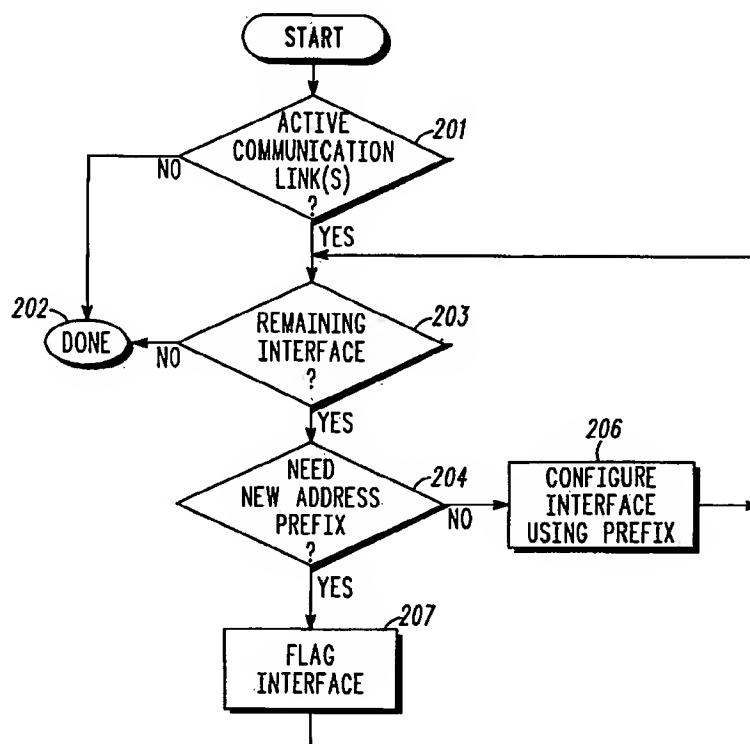 START
ACTIVE
COMMUNICATION
LINK(S)
?
201
NO
YES
202
DONE
NO
REMAINING
INTERFACE
?
203
YES
NEED
NEW ADDRESS
PREFIX
?
204
NO
206
CONFIGURE
INTERFACE
USING PREFIX
YES
207
FLAG
INTERFACE